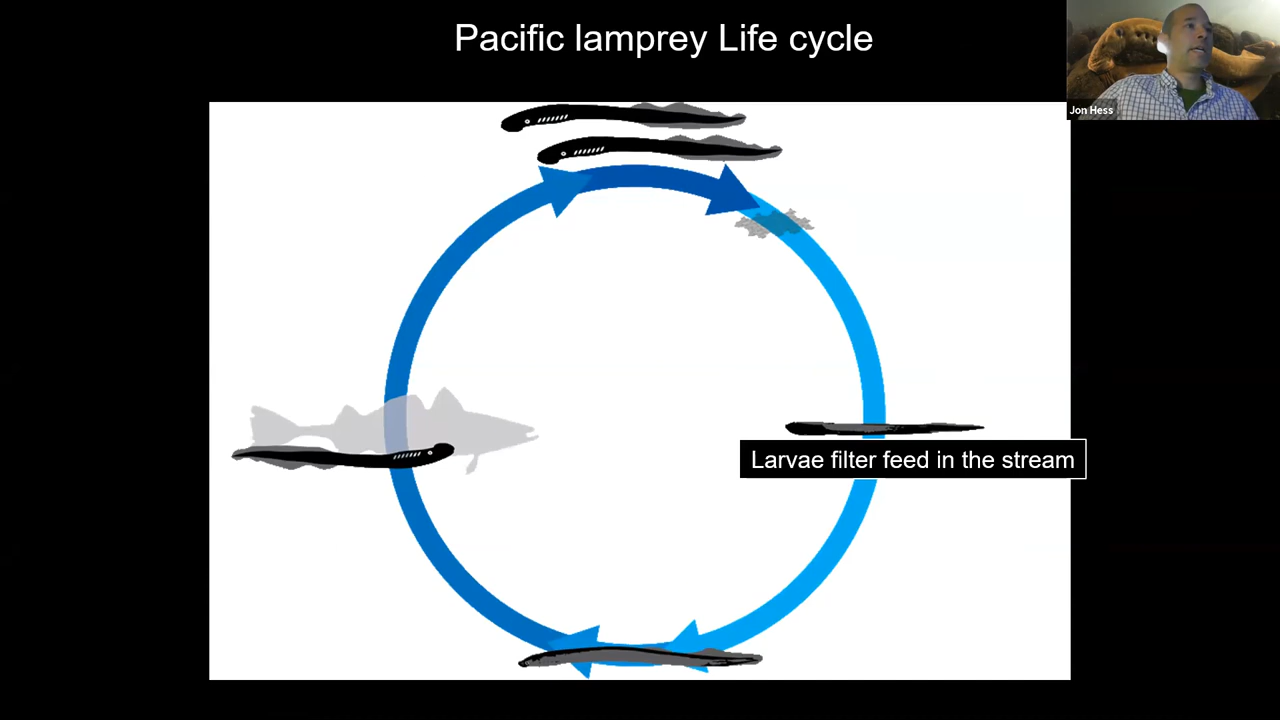 Pacific lamprey Life cycle
Jon Hess
Larvae filter feed in the stream